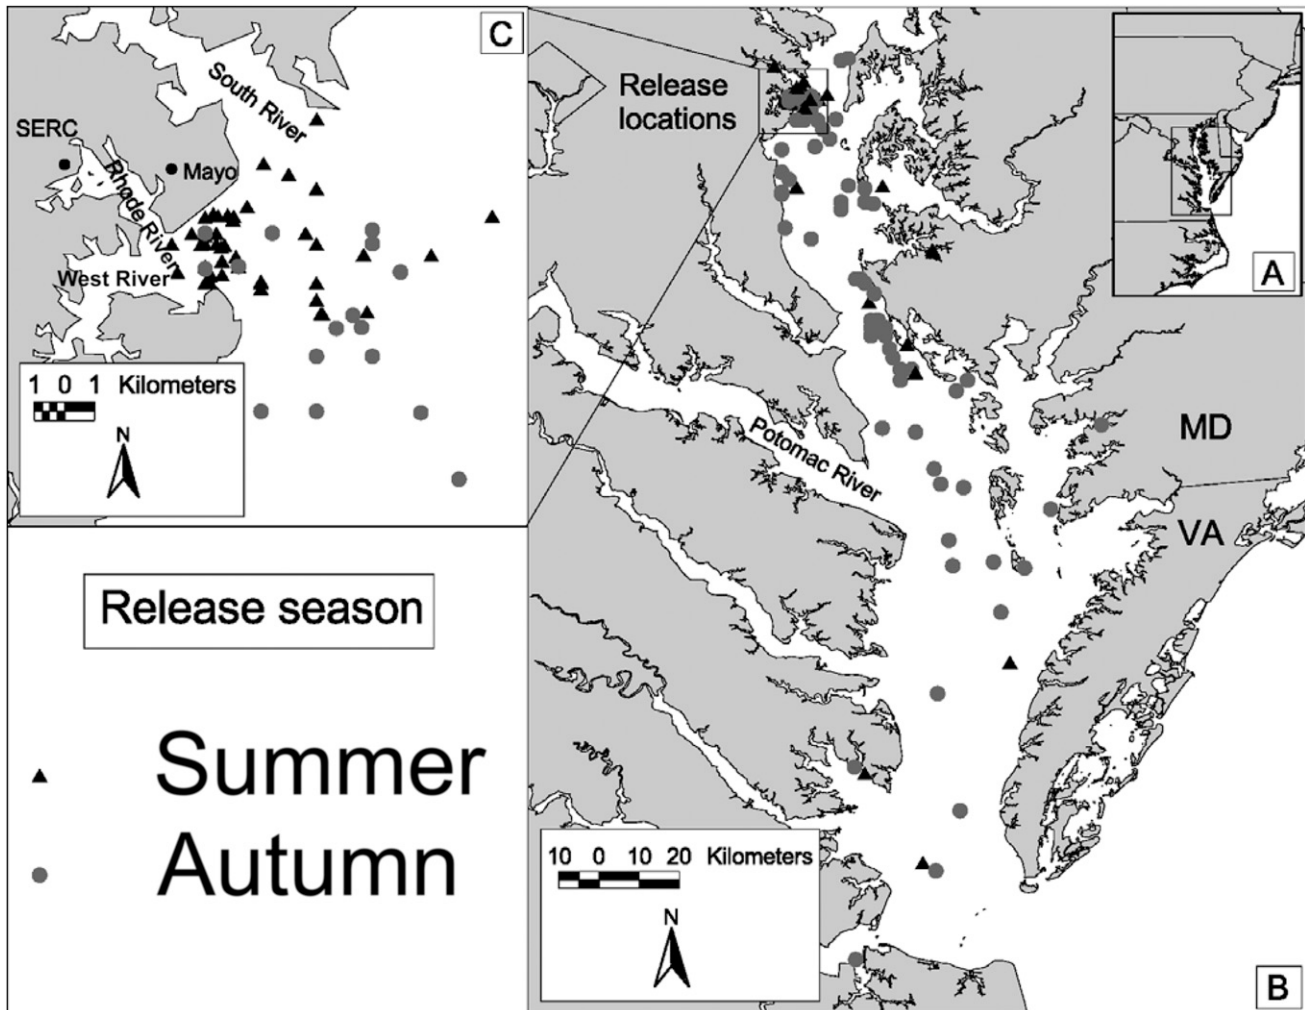 C
South River
SERC
Mayo
Rhode River
West River
1 0 1 Kilometers
N
Release season
Summer
Autumn
Release
locations
A
Potomac River
MD
VA
10 0 10 20 Kilometers
N
B